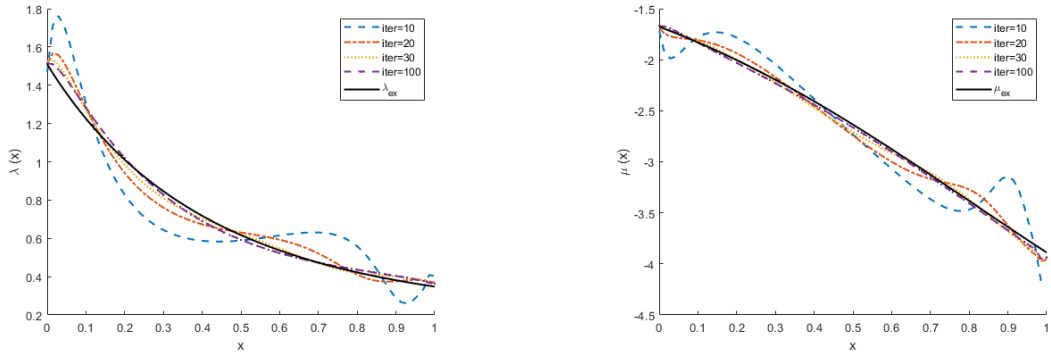 1.8
1.6
1.4
1.2
1
0.8
0.6
0.4
0.2
λ (x)
0 0.1 0.2 0.3 0.4 0.5 0.6 0.7 0.8 0.9 1
x
iter=10
iter=20
iter=30
iter=100
λex
-1.5
-2
-2.5
-3
-3.5
-4
-4.5
μ (x)
0 0.1 0.2 0.3 0.4 0.5 0.6 0.7 0.8 0.9 1
x
iter=10
iter=20
iter=30
iter=100
μex